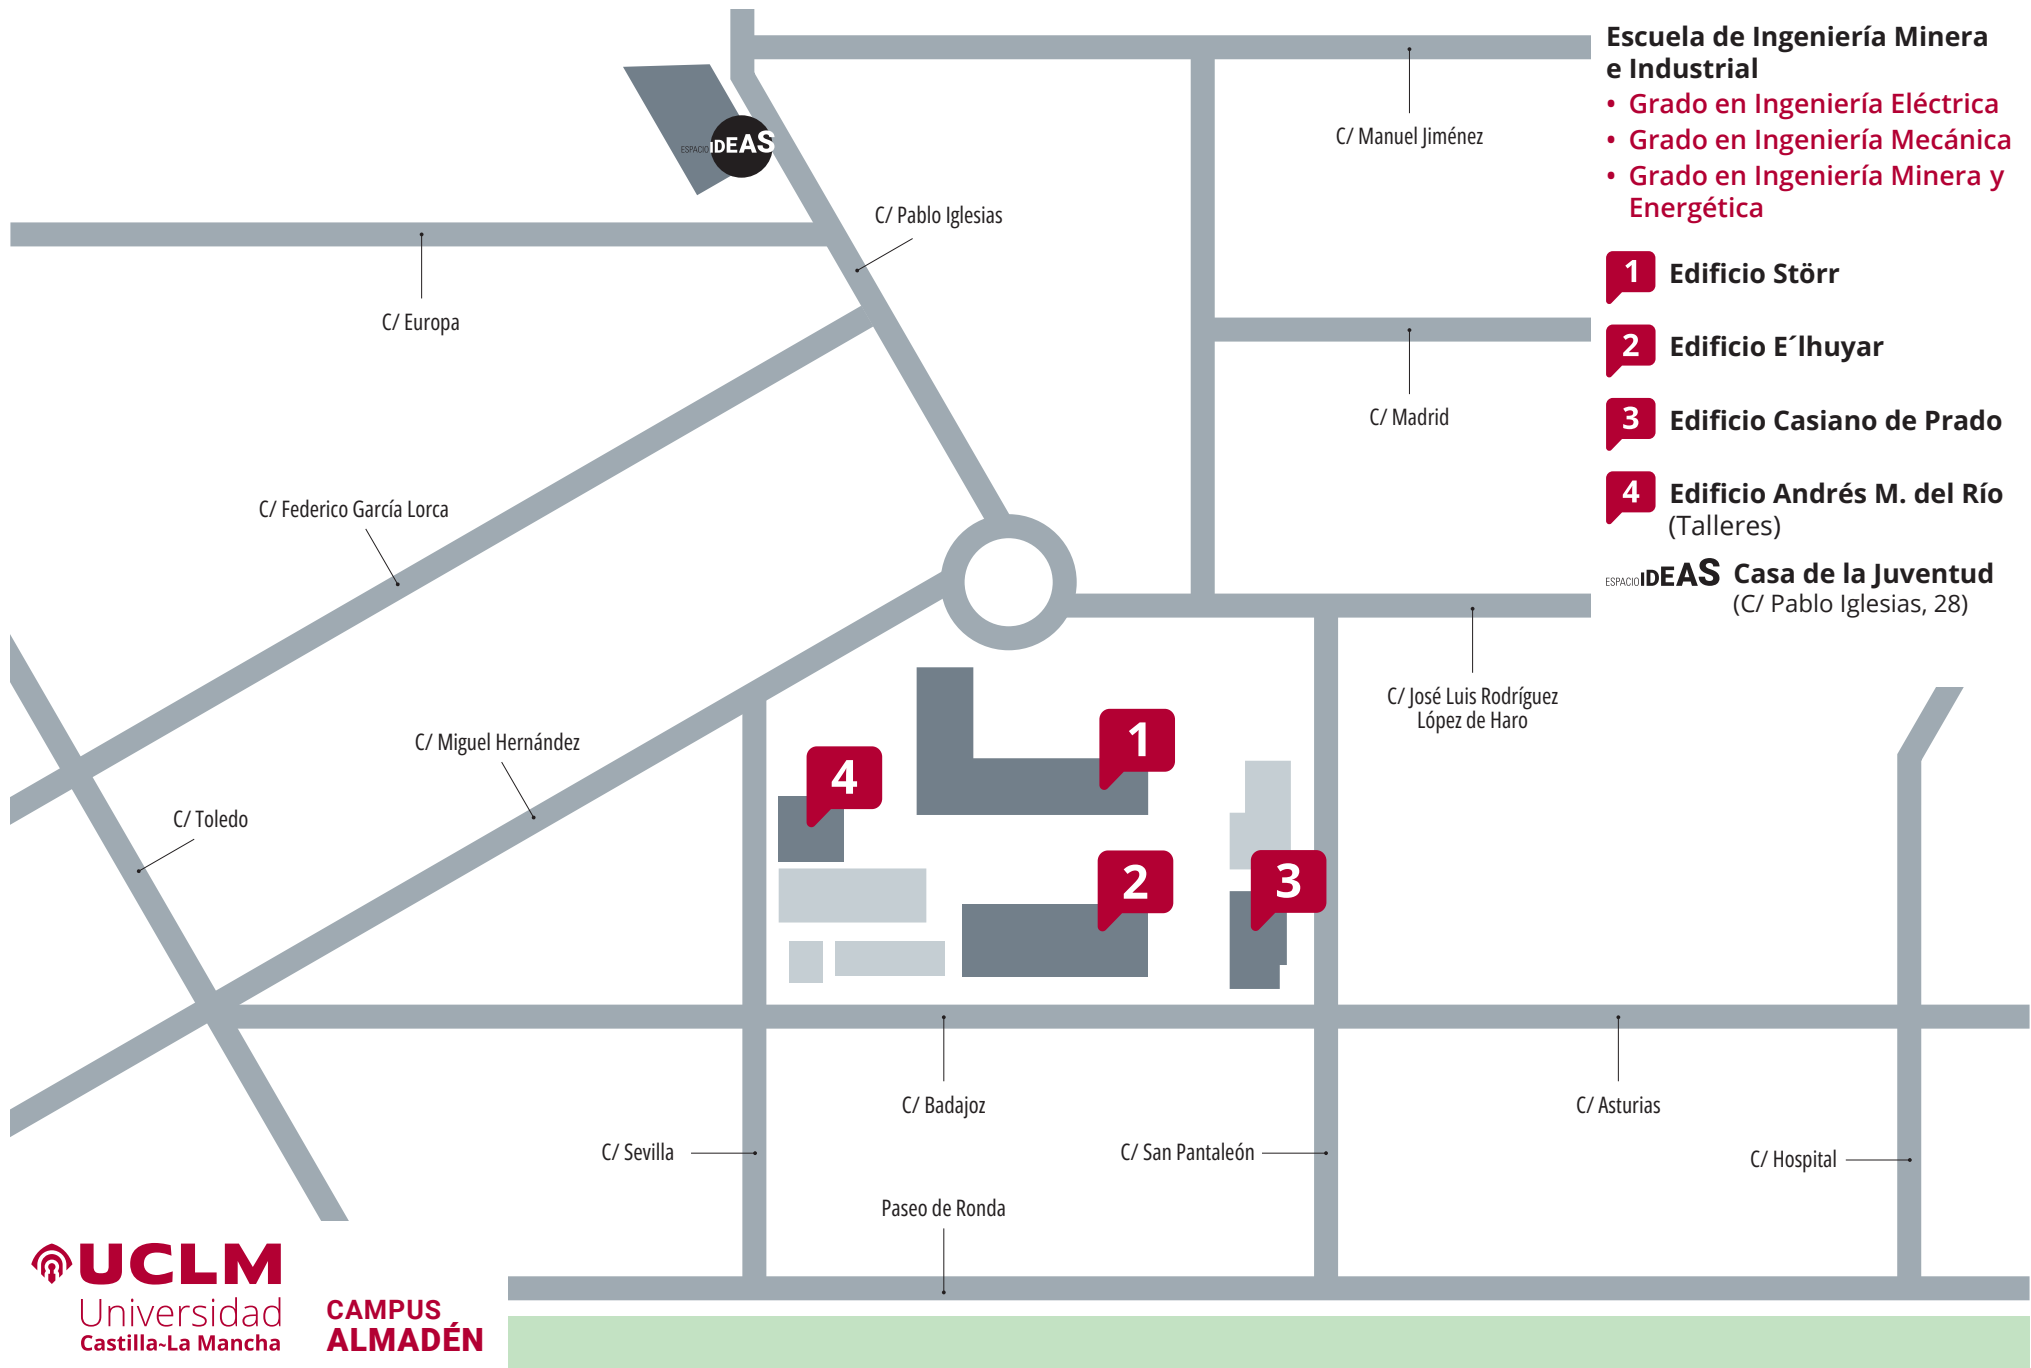 Escuela de Ingeniería Minera
e Industrial
• Grado en Ingeniería Eléctrica
• Grado en Ingeniería Mecánica
• Grado en Ingeniería Minera y
Energética
1 Edificio Störr
2 Edificio E´lhuyar
3 Edificio Casiano de Prado
4 Edificio Andrés M. del Río
(Talleres)
ESPACIO IDEAS Casa de la Juventud
(C/ Pablo Iglesias, 28)
C/ Manuel Jiménez
ESPACIO IDEAS
C/ Pablo Iglesias
C/ Europa
C/ Madrid
C/ Federico García Lorca
C/ José Luis Rodríguez
López de Haro
C/ Miguel Hernández
1
4
C/ Toledo
2
3
C/ Badajoz
C/ Asturias
C/ Sevilla
C/ San Pantaleón
C/ Hospital
Paseo de Ronda
UCLM
Universidad
Castilla~La Mancha
CAMPUS
ALMADÉN